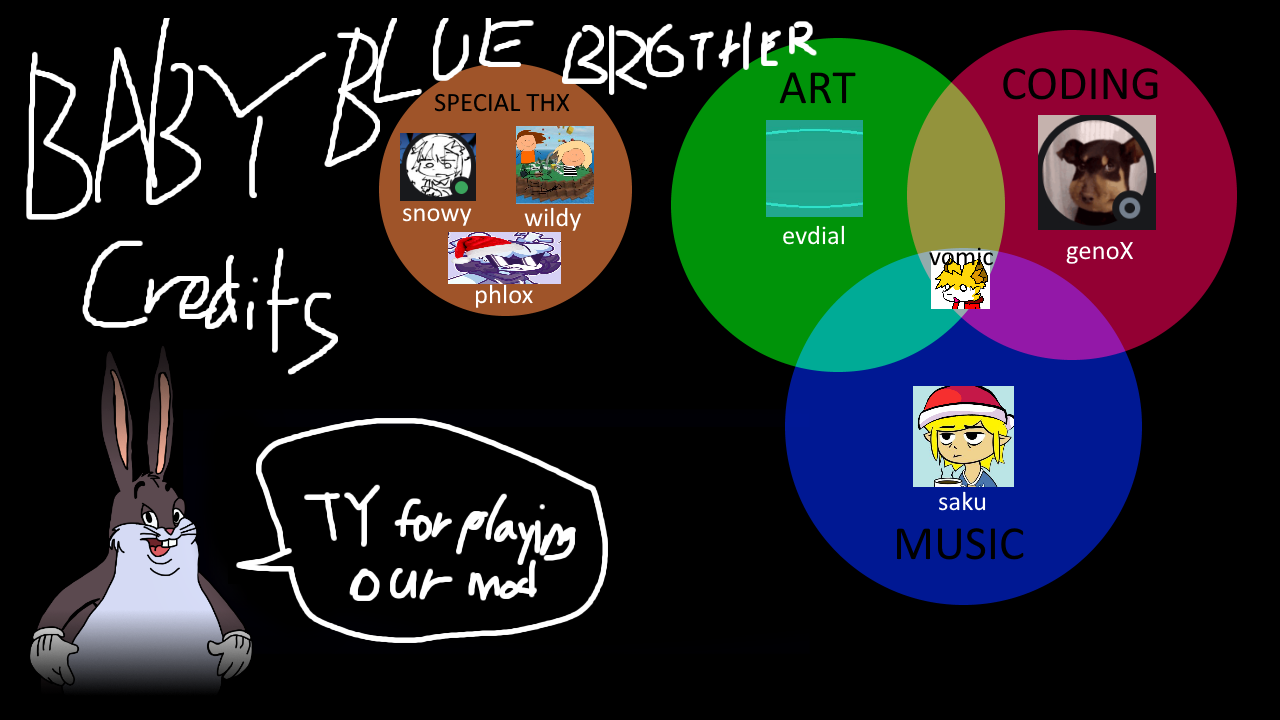 BABY BLUE BROTHER
Credits
SPECIAL THX
snowy
wildy
phlox
ART
evdial
CODING
genoX
vomic
saku
MUSIC
TY for playing
our mod